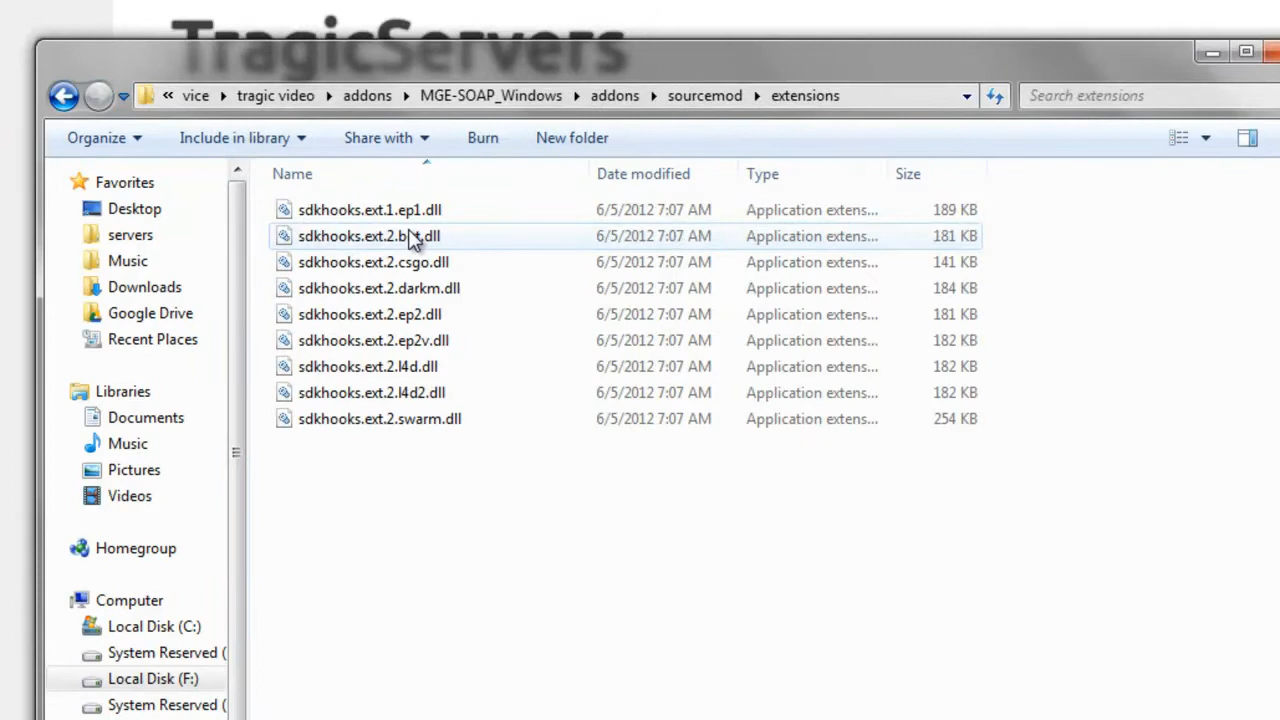 TragicServers
« vice tragic video addons MGE-SOAP_Windows addons sourcemod extensions Search extensions
Organize Include in library Share with Burn New folder
Name Date modified Type Size
Favorites
Desktop
servers
Music
Downloads
Google Drive
Recent Places
Libraries
Documents
Music
Pictures
Videos
Homegroup
Computer
Local Disk (C:)
System Reserved (
Local Disk (F:)
System Reserved (
sdkhooks.ext.1.ep1.dll 6/5/2012 7:07 AM Application extens... 189 KB
6/5/2012 7:07 AM Application extens... 181 KB
sdkhooks.ext.2.csgo.dll 6/5/2012 7:07 AM Application extens... 141 KB
sdkhooks.ext.2.darkm.dll 6/5/2012 7:07 AM Application extens... 184 KB
sdkhooks.ext.2.ep2.dll 6/5/2012 7:07 AM Application extens... 181 KB
sdkhooks.ext.2.ep2v.dll 6/5/2012 7:07 AM Application extens... 182 KB
sdkhooks.ext.2.l4d.dll 6/5/2012 7:07 AM Application extens... 182 KB
sdkhooks.ext.2.l4d2.dll 6/5/2012 7:07 AM Application extens... 182 KB
sdkhooks.ext.2.swarm.dll 6/5/2012 7:07 AM Application extens... 254 KB